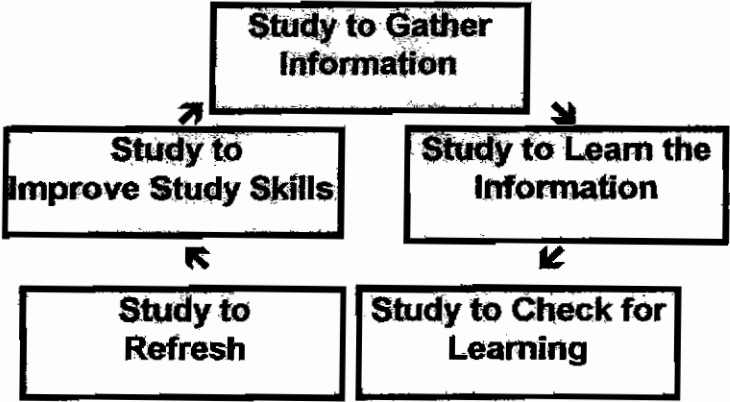 Study to Gather
Information
Study to
Improve Study Skills
Study to Learn the
Information
Study to
Refresh
Study to Check for
Learning